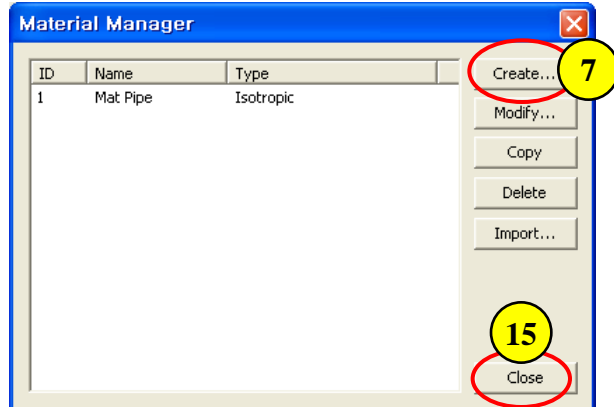 Material Manager
ID Name Type
1 Mat Pipe Isotropic
Create...
7
Modify...
Copy
Delete
Import...
15
Close